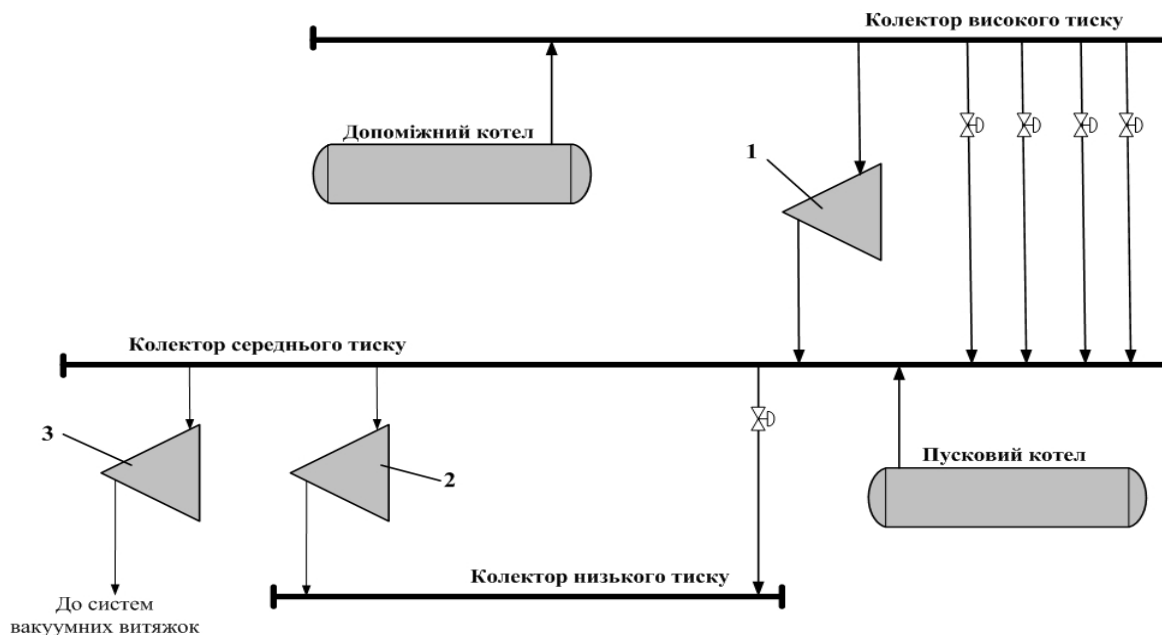 Колектор високого тиску
Допоміжний котел
1
Колектор середнього тиску
3
2
Пусковий котел
Колектор низького тиску
До систем
вакуумних витяжок